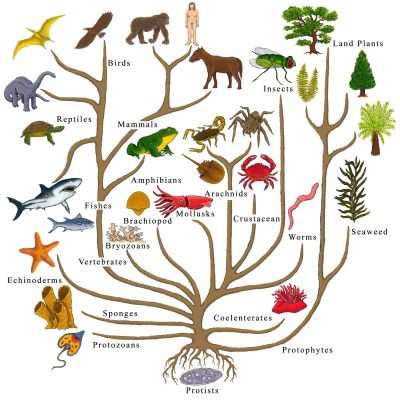 Land Plants
Birds
Insects
Reptiles
Mammals
Amphibians
Arachnids
Fishes
Brachiopod
Mollusks
Crustacean
Seaweed
Worms
Bryozoans
Vertebrates
Echinoderms
Sponges
Coelenterates
Protozoans
Protophytes
Protists